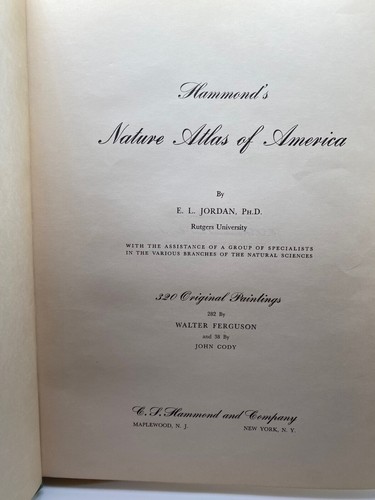 Hammond's
Nature Atlas of America
By
E. L. JORDAN, PH.D.
Rutgers University
WITH THE ASSISTANCE OF A GROUP OF SPECIALISTS
IN THE VARIOUS BRANCHES OF THE NATURAL SCIENCES
320 Original Paintings
282 By
WALTER FERGUSON
and 38 By
JOHN CODY
C. S. Hammond and Company
MAPLEWOOD, N. J. NEW YORK, N. Y.